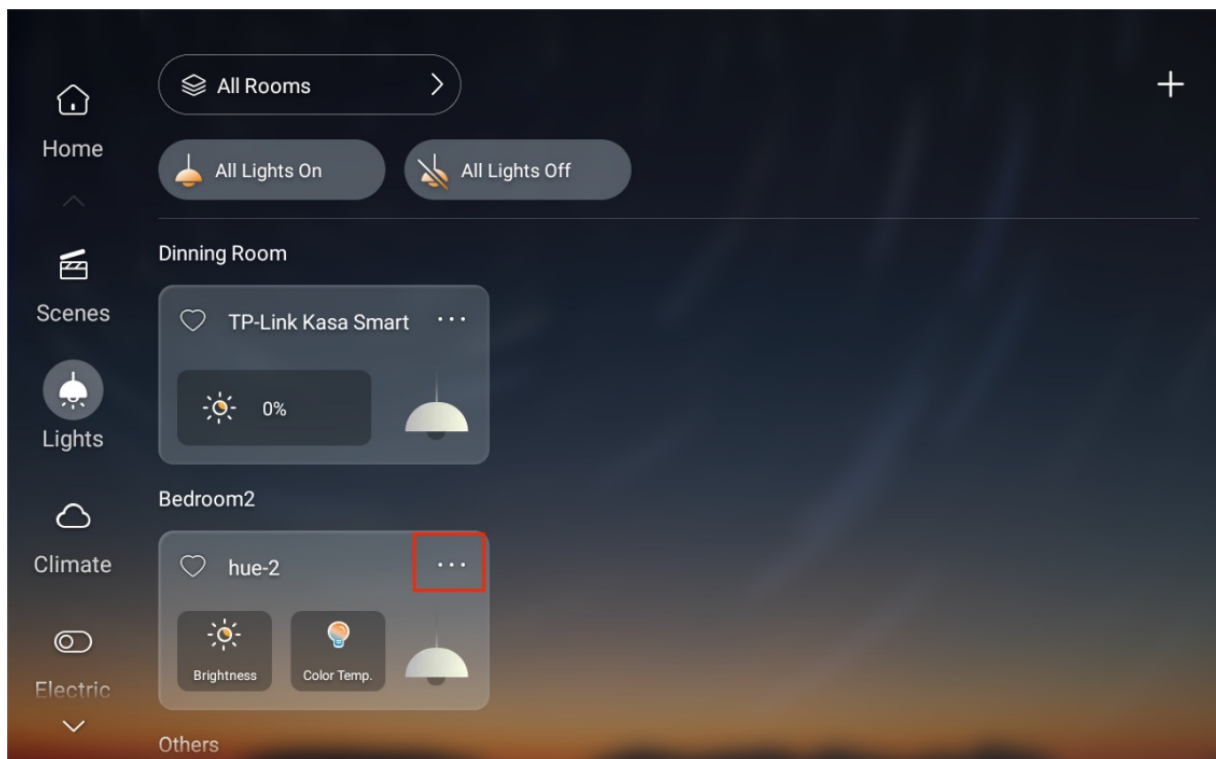 All Rooms
Home
All Lights On
All Lights Off
Dinning Room
Scenes
TP-Link Kasa Smart
0%
Lights
Bedroom2
Climate
hue-2
Brightness
Color Temp.
Electric
Others